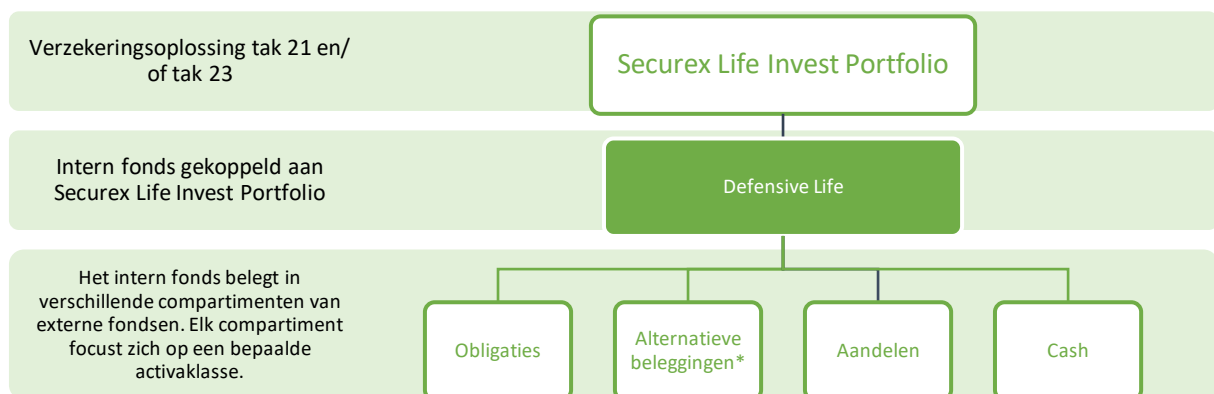 Verzekeringsoplossing tak 21 en/
of tak 23
Securex Life Invest Portfolio
Intern fonds gekoppeld aan
Securex Life Invest Portfolio
Defensive Life
Het intern fonds belegt in
verschillende compartimenten van
externe fondsen. Elk compartiment
focust zich op een bepaalde
activaklasse.
Obligaties
Alternatieve
beleggingen*
Aandelen
Cash